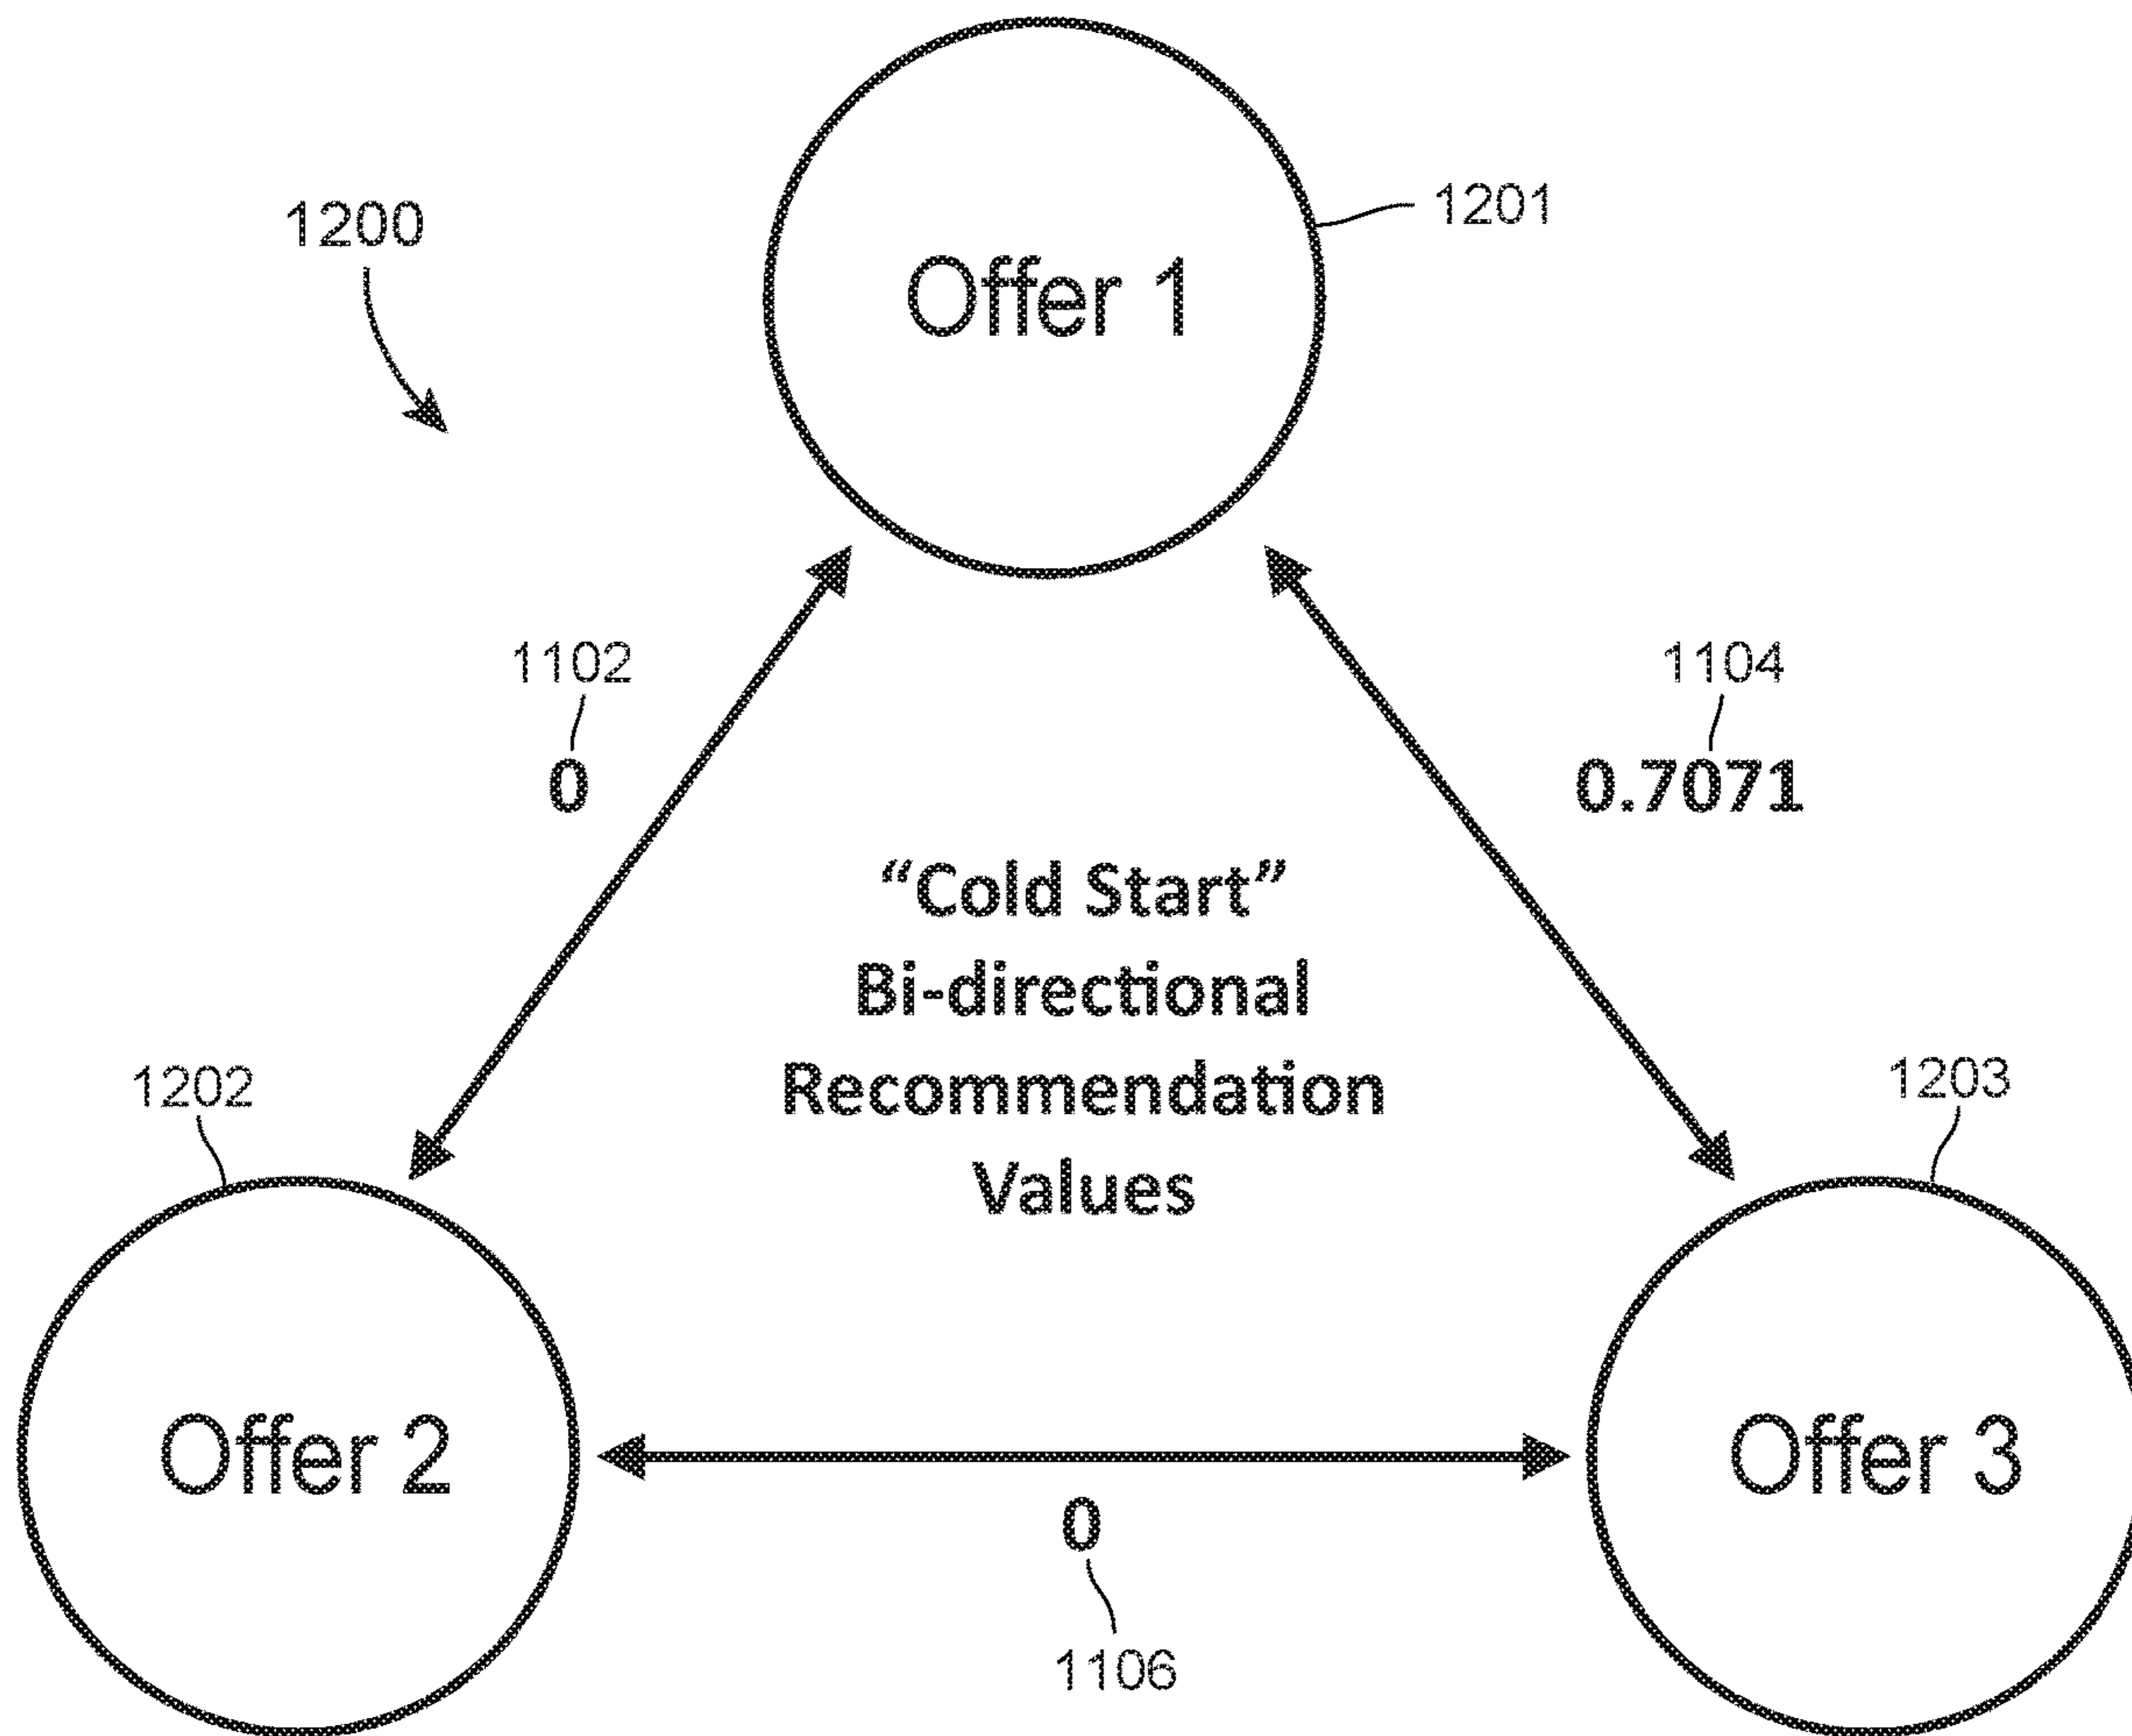 1200
1201
Offer 1
1102
0
1104
0.7071
“Cold Start”
Bi-directional
Recommendation
Values
1202
1203
Offer 2
Offer 3
0
1106